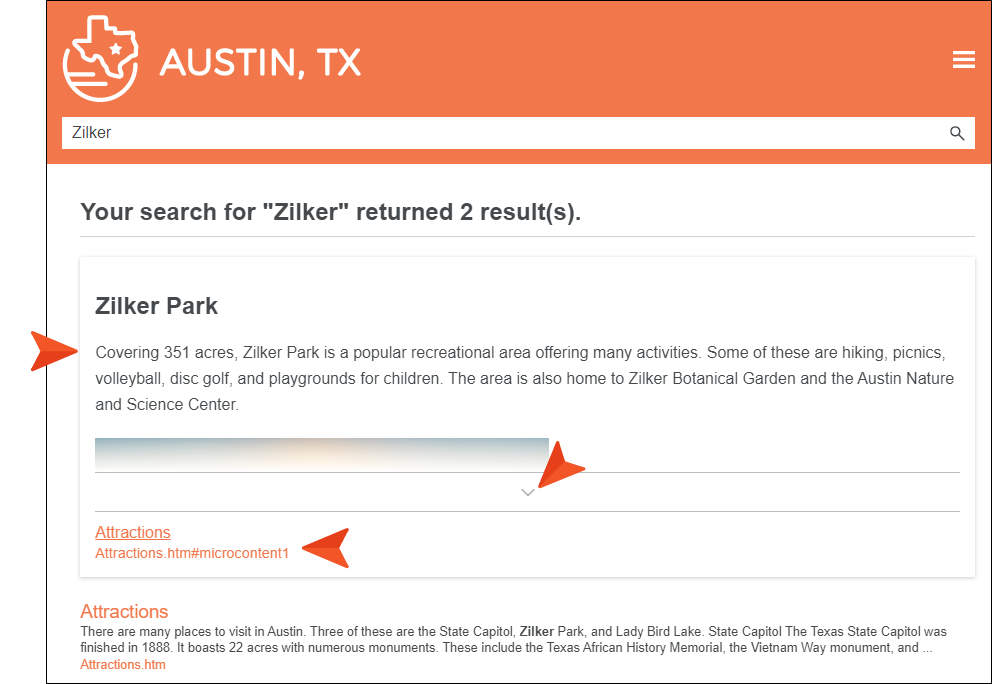 AUSTIN, TX
Zilker
Your search for "Zilker" returned 2 result(s).
Zilker Park
Covering 351 acres, Zilker Park is a popular recreational area offering many activities. Some of these are hiking, picnics,
volleyball, disc golf, and playgrounds for children. The area is also home to Zilker Botanical Garden and the Austin Nature
and Science Center.
Attractions
Attractions.htm#microcontent1
Attractions
There are many places to visit in Austin. Three of these are the State Capitol, Zilker Park, and Lady Bird Lake. State Capitol The Texas State Capitol was
finished in 1888. It boasts 22 acres with numerous monuments. These include the Texas African History Memorial, the Vietnam Way monument, and ...
Attractions.htm